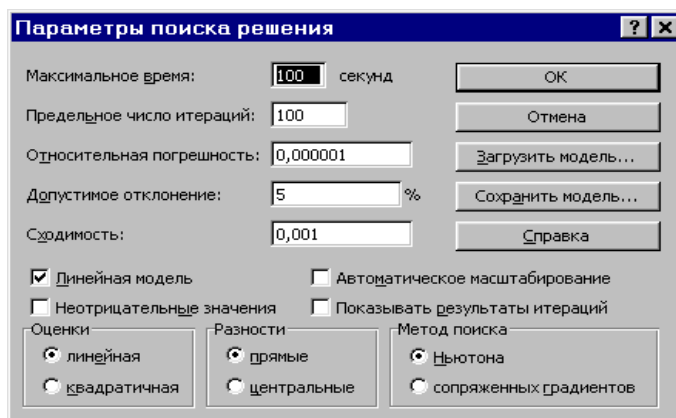 Параметры поиска решения
Максимальное время: 100 секунд OK
Предельное число итераций: 100 Отмена
Относительная погрешность: 0,000001 Загрузить модель...
Допустимое отклонение: 5 % Сохранить модель...
Сходимость: 0,001 Справка
Линейная модель Автоматическое масштабирование
Неотрицательные значения Показывать результаты итераций
Оценки Разности Метод поиска
линейная прямые Ньютона
квадратичная центральные сопряженных градиентов